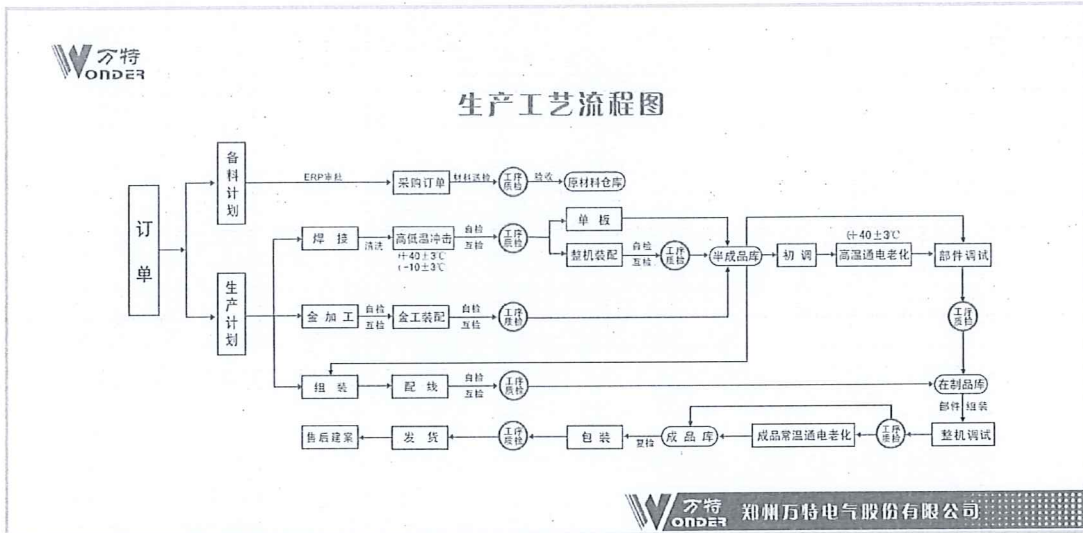 万特
WONDER
生产工艺流程图
订单
备料计划
ERP审批
采购订单
材料送检
工序质检
验收
原材料仓库
生产计划
焊接
清洗
高低温冲击
(+40±3℃
(-10±3℃
自检
互检
工序质检
单板
整机装配
自检
互检
工序质检
半成品库
初调
(+40±3℃
高温通电老化
部件调试
工序质检
金加工
自检
互检
金工装配
自检
互检
工序质检
组装
配线
自检
互检
工序质检
在制品库
部件 组装
整机调试
工序质检
成品常温通电老化
成品库
复检
包装
工序质检
发货
售后建案
万特
WONDER
郑州万特电气股份有限公司